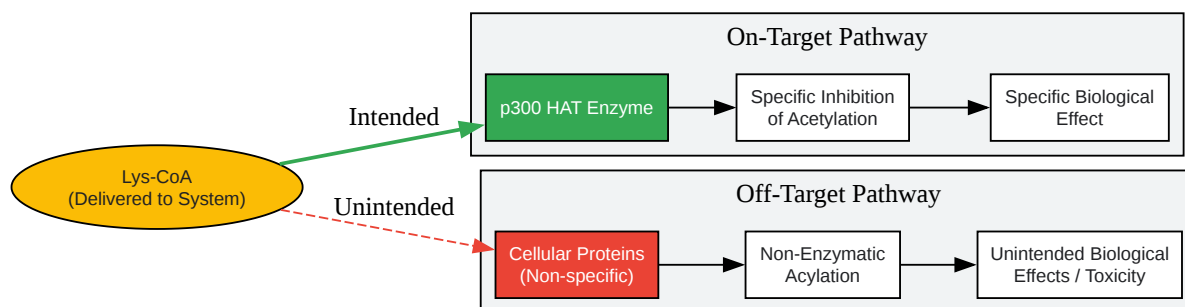 On-Target Pathway
Intended
p300 HAT Enzyme
Specific Inhibition
of Acetylation
Specific Biological
Effect
Lys-CoA
(Delivered to System)
Unintended
Off-Target Pathway
Cellular Proteins
(Non-specific)
Non-Enzymatic
Acylation
Unintended Biological
Effects / Toxicity